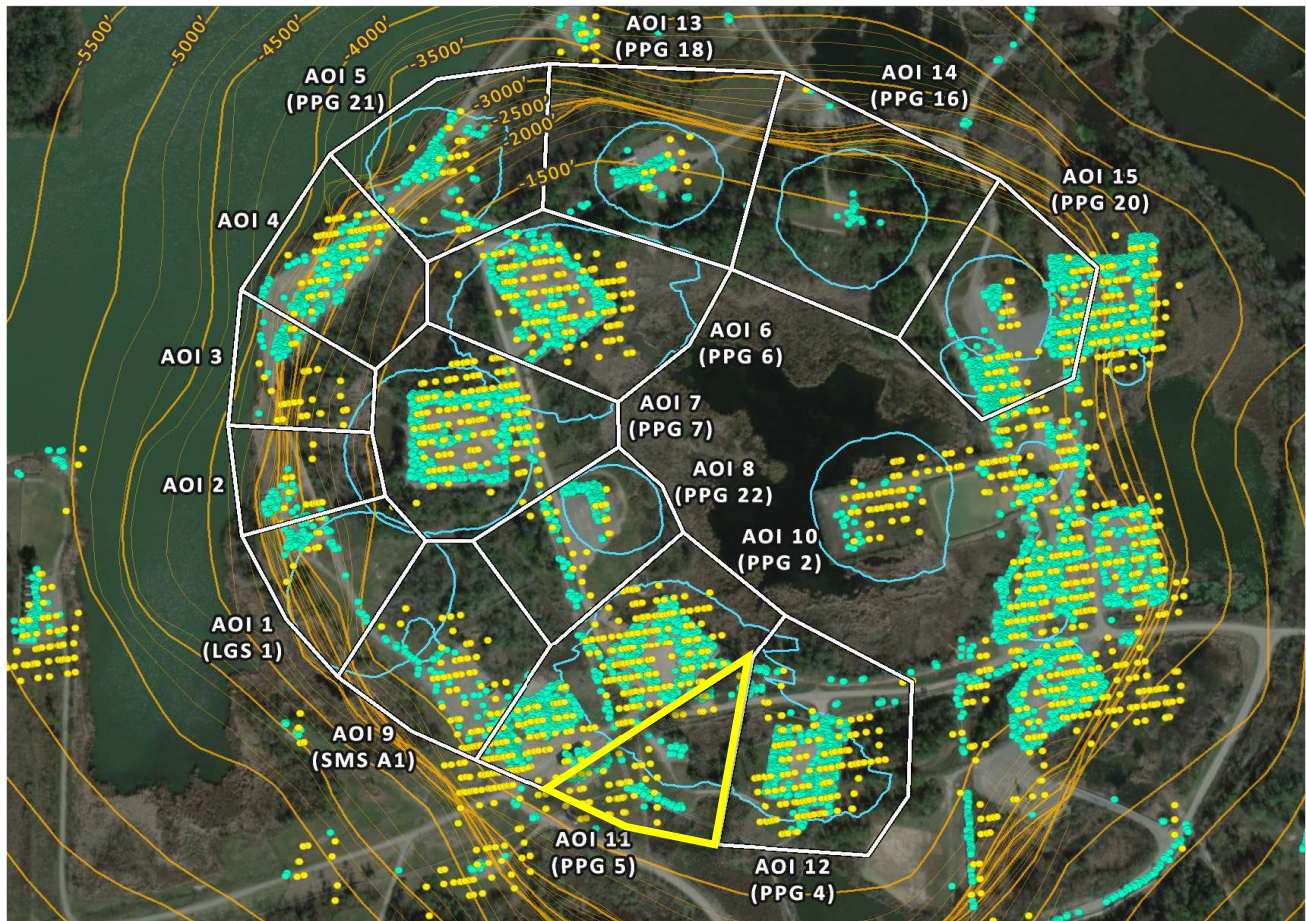 -5500'
-5000'
-4500'
-4000'
-3500'
-3000'
-2500'
-2000'
-1500'
AOI 13
(PPG 18)
AOI 5
(PPG 21)
AOI 14
(PPG 16)
AOI 15
(PPG 20)
AOI 4
AOI 3
AOI 6
(PPG 6)
AOI 7
(PPG 7)
AOI 2
AOI 8
(PPG 22)
AOI 10
(PPG 2)
AOI 1
(LGS 1)
AOI 9
(SMS A1)
AOI 11
(PPG 5)
AOI 12
(PPG 4)